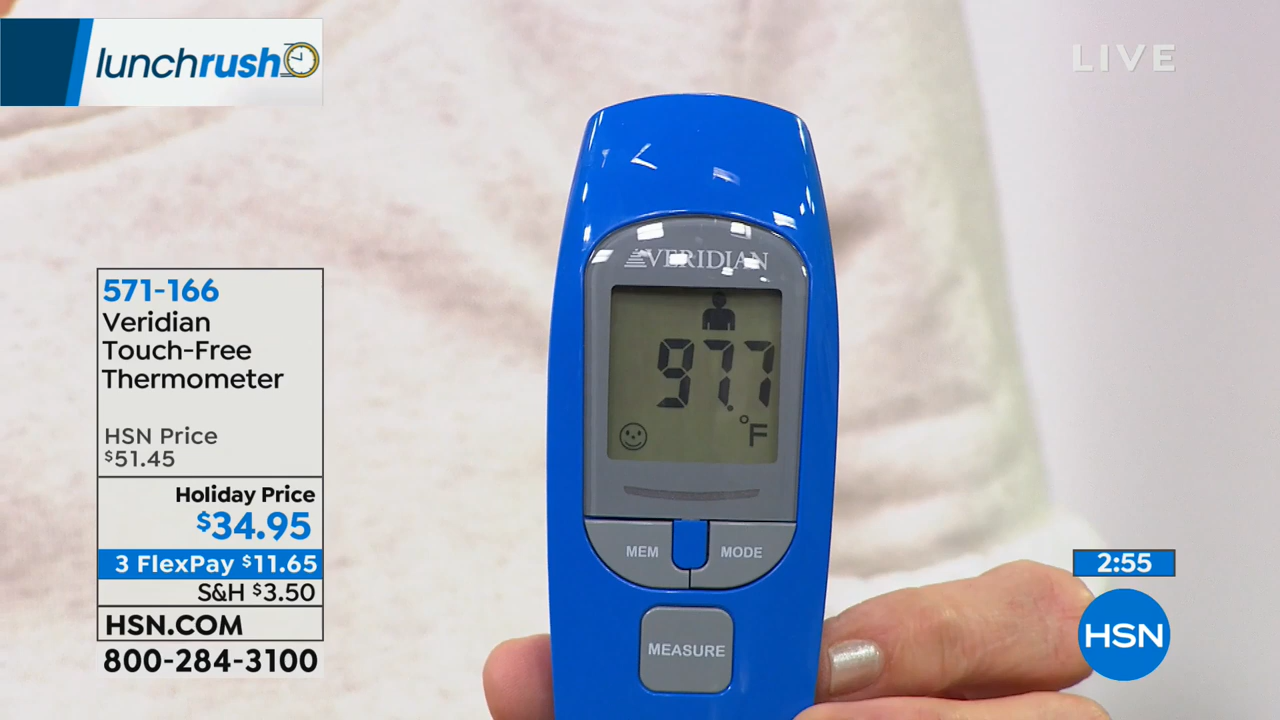 lunchrush
LIVE
571-166
Veridian
Touch-Free
Thermometer
HSN Price
$51.45
Holiday Price
$34.95
3 FlexPay $11.65
S&H $3.50
HSN.COM
800-284-3100
VERIDIAN
97.7
°F
MEM
MODE
MEASURE
2:55
HSN